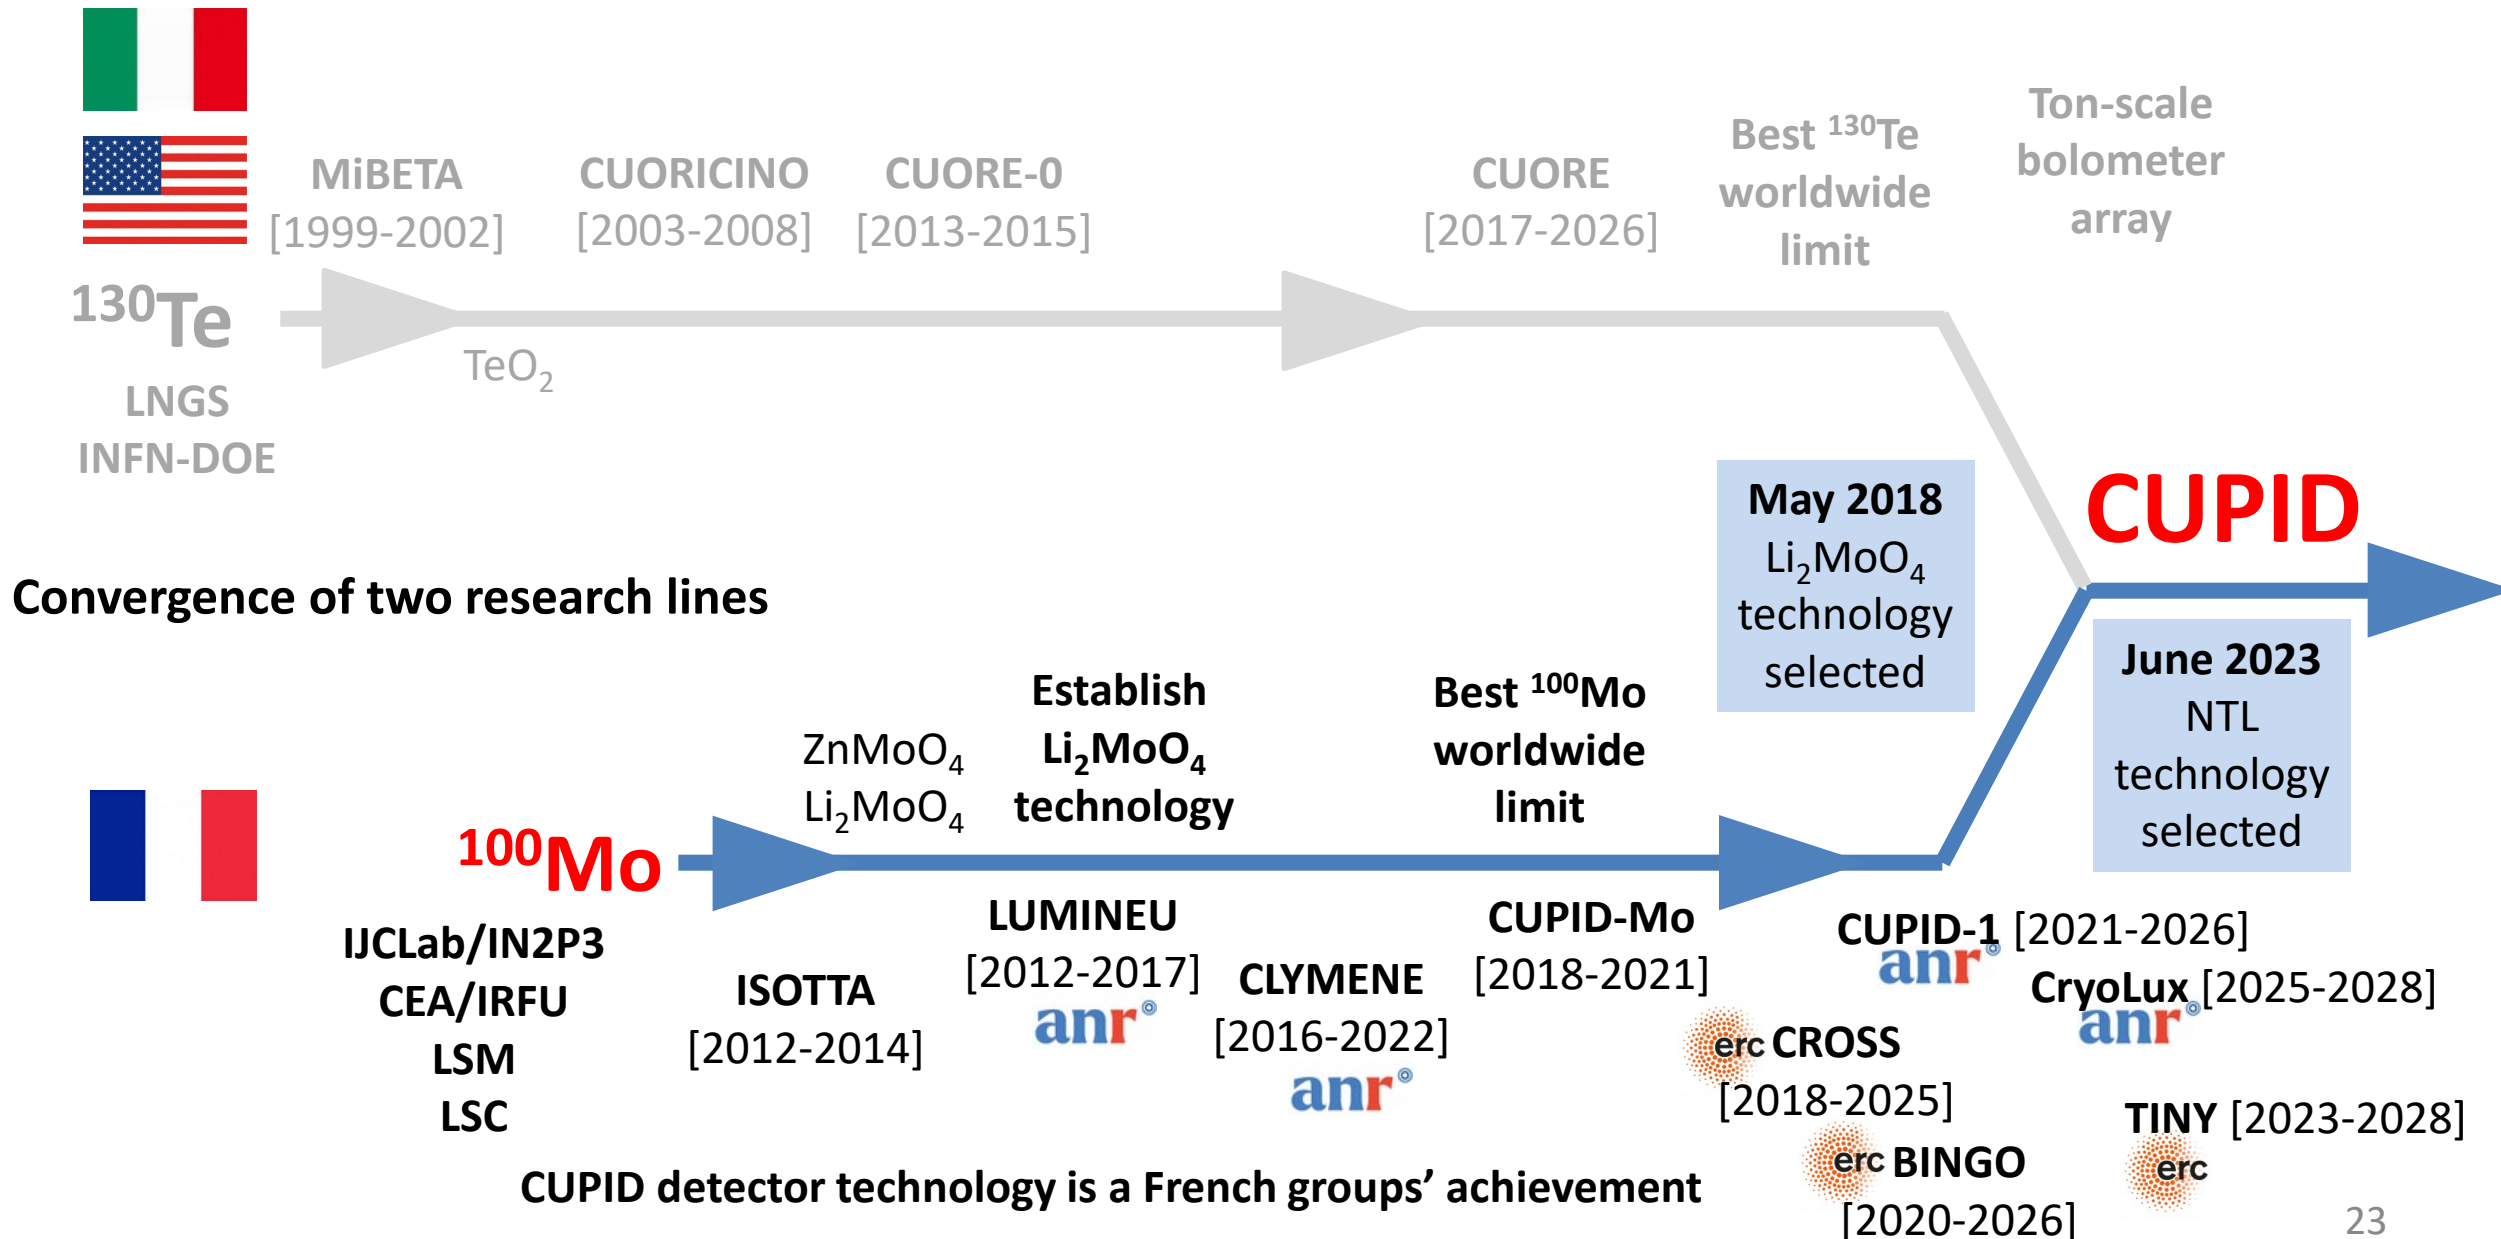 MiBETA
[1999-2002]
CUORICINO
[2003-2008]
CUORE-0
[2013-2015]
CUORE
[2017-2026]
Best ¹³⁰Te
worldwide
limit
Ton-scale
bolometer
array
¹³⁰Te
TeO₂
LNGS
INFN-DOE
May 2018
Li₂MoO₄
technology
selected
CUPID
Convergence of two research lines
June 2023
NTL
technology
selected
ZnMoO₄
Li₂MoO₄
Establish
Li₂MoO₄
technology
Best ¹⁰⁰Mo
worldwide
limit
¹⁰⁰Mo
IJCLab/IN2P3
CEA/IRFU
LSM
LSC
ISOTTA
[2012-2014]
LUMINEU
[2012-2017]
anr
CLYMENE
[2016-2022]
anr
CUPID-Mo
[2018-2021]
CUPID-1 [2021-2026]
anr
CryoLux [2025-2028]
anr
erc CROSS
[2018-2025]
TINY [2023-2028]
erc
erc BINGO
[2020-2026]
CUPID detector technology is a French groups’ achievement
23